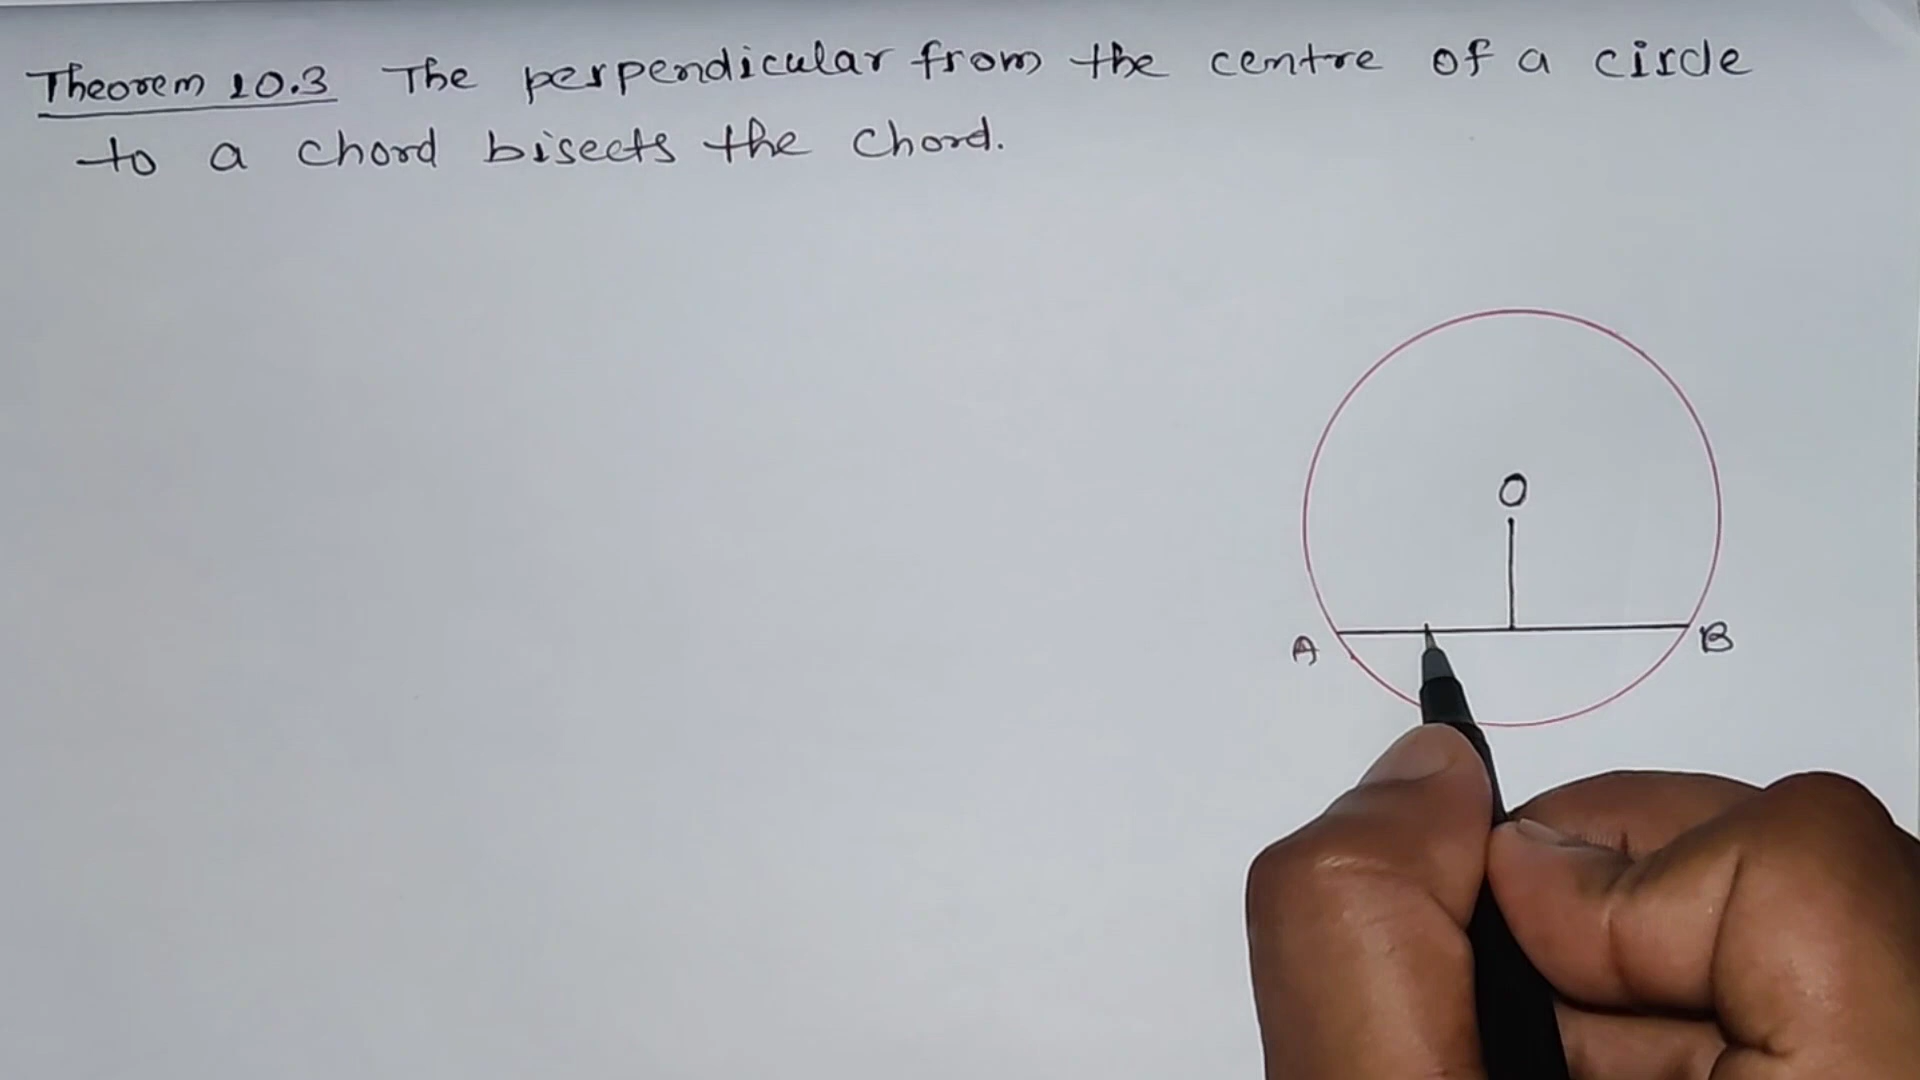 Theorem 10.3 The perpendicular from the centre of a circle
to a chord bisects the chord.
O
A
B